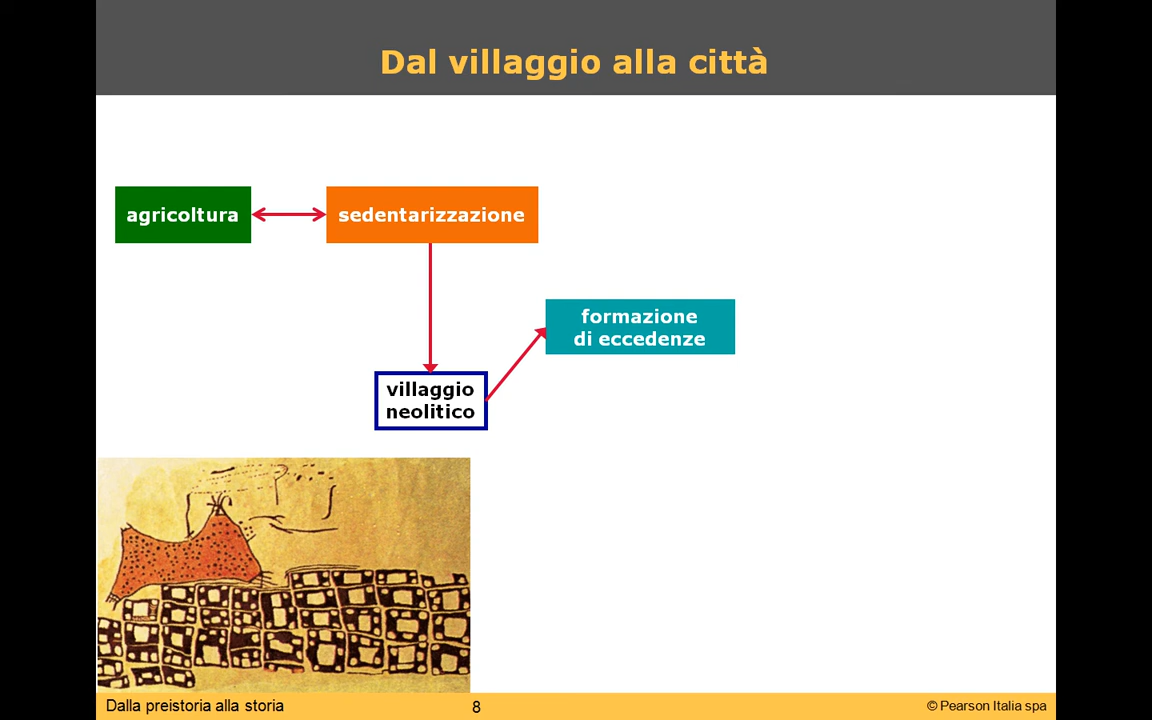 Dal villaggio alla città
agricoltura
sedentarizzazione
formazione
di eccedenze
villaggio
neolitico
Dalla preistoria alla storia
8
© Pearson Italia spa